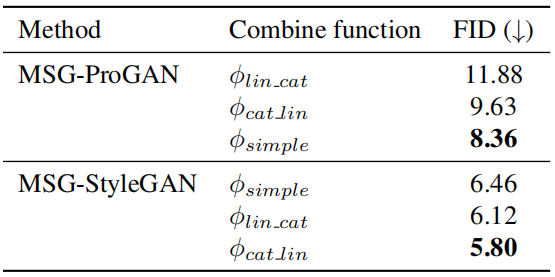 Method Combine function FID (↓)
MSG-ProGAN ϕlin_cat 11.88
ϕcat_lin 9.63
ϕsimple 8.36
MSG-StyleGAN ϕsimple 6.46
ϕlin_cat 6.12
ϕcat_lin 5.80